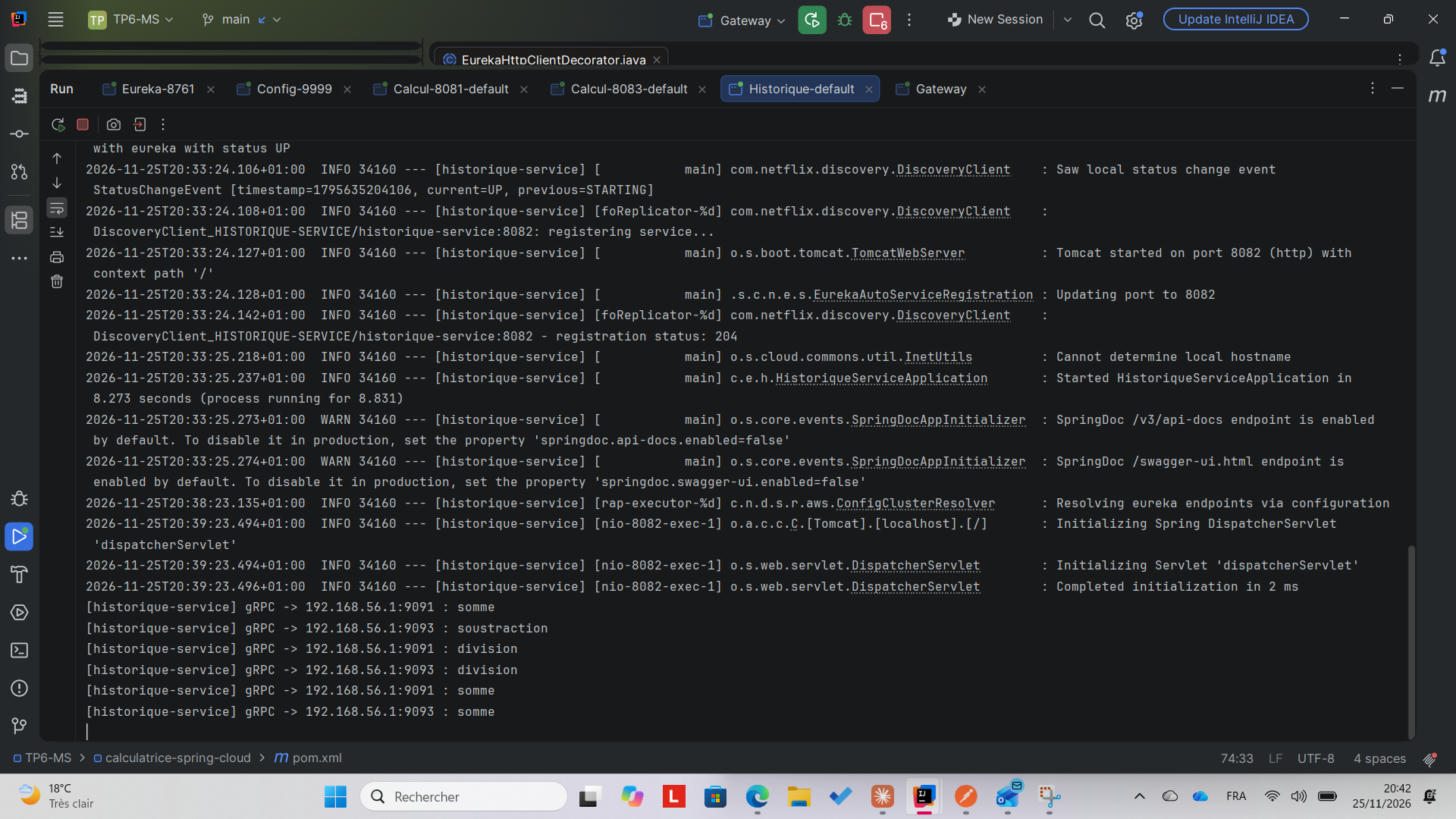 TP TP6-MS main Gateway 6 New Session Update IntelliJ IDEA
EurekaHttpClientDecorator.java
Run Eureka-8761 Config-9999 Calcul-8081-default Calcul-8083-default Historique-default Gateway
with eureka with status UP
2026-11-25T20:33:24.106+01:00  INFO 34160 --- [historique-service] [           main] com.netflix.discovery.DiscoveryClient    : Saw local status change event
StatusChangeEvent [timestamp=1795635204106, current=UP, previous=STARTING]
2026-11-25T20:33:24.108+01:00  INFO 34160 --- [historique-service] [foReplicator-%d] com.netflix.discovery.DiscoveryClient    :
DiscoveryClient_HISTORIQUE-SERVICE/historique-service:8082: registering service...
2026-11-25T20:33:24.127+01:00  INFO 34160 --- [historique-service] [           main] o.s.boot.tomcat.TomcatWebServer          : Tomcat started on port 8082 (http) with
context path '/'
2026-11-25T20:33:24.128+01:00  INFO 34160 --- [historique-service] [           main] .s.c.n.e.s.EurekaAutoServiceRegistration : Updating port to 8082
2026-11-25T20:33:24.142+01:00  INFO 34160 --- [historique-service] [foReplicator-%d] com.netflix.discovery.DiscoveryClient    :
DiscoveryClient_HISTORIQUE-SERVICE/historique-service:8082 - registration status: 204
2026-11-25T20:33:25.218+01:00  INFO 34160 --- [historique-service] [           main] o.s.cloud.commons.util.InetUtils         : Cannot determine local hostname
2026-11-25T20:33:25.237+01:00  INFO 34160 --- [historique-service] [           main] c.e.h.HistoriqueServiceApplication       : Started HistoriqueServiceApplication in
8.273 seconds (process running for 8.831)
2026-11-25T20:33:25.273+01:00  WARN 34160 --- [historique-service] [           main] o.s.core.events.SpringDocAppInitializer  : SpringDoc /v3/api-docs endpoint is enabled
by default. To disable it in production, set the property 'springdoc.api-docs.enabled=false'
2026-11-25T20:33:25.274+01:00  WARN 34160 --- [historique-service] [           main] o.s.core.events.SpringDocAppInitializer  : SpringDoc /swagger-ui.html endpoint is
enabled by default. To disable it in production, set the property 'springdoc.swagger-ui.enabled=false'
2026-11-25T20:38:23.135+01:00  INFO 34160 --- [historique-service] [rap-executor-%d] c.n.d.s.r.aws.ConfigClusterResolver      : Resolving eureka endpoints via configuration
2026-11-25T20:39:23.494+01:00  INFO 34160 --- [historique-service] [nio-8082-exec-1] o.a.c.c.C.[Tomcat].[localhost].[/]       : Initializing Spring DispatcherServlet
'dispatcherServlet'
2026-11-25T20:39:23.494+01:00  INFO 34160 --- [historique-service] [nio-8082-exec-1] o.s.web.servlet.DispatcherServlet        : Initializing Servlet 'dispatcherServlet'
2026-11-25T20:39:23.496+01:00  INFO 34160 --- [historique-service] [nio-8082-exec-1] o.s.web.servlet.DispatcherServlet        : Completed initialization in 2 ms
[historique-service] gRPC -> 192.168.56.1:9091 : somme
[historique-service] gRPC -> 192.168.56.1:9093 : soustraction
[historique-service] gRPC -> 192.168.56.1:9091 : division
[historique-service] gRPC -> 192.168.56.1:9093 : division
[historique-service] gRPC -> 192.168.56.1:9091 : somme
[historique-service] gRPC -> 192.168.56.1:9093 : somme
TP6-MS calculatrice-spring-cloud pom.xml 74:33 LF UTF-8 4 spaces
18°C
Très clair
Rechercher
FRA
20:42
25/11/2026